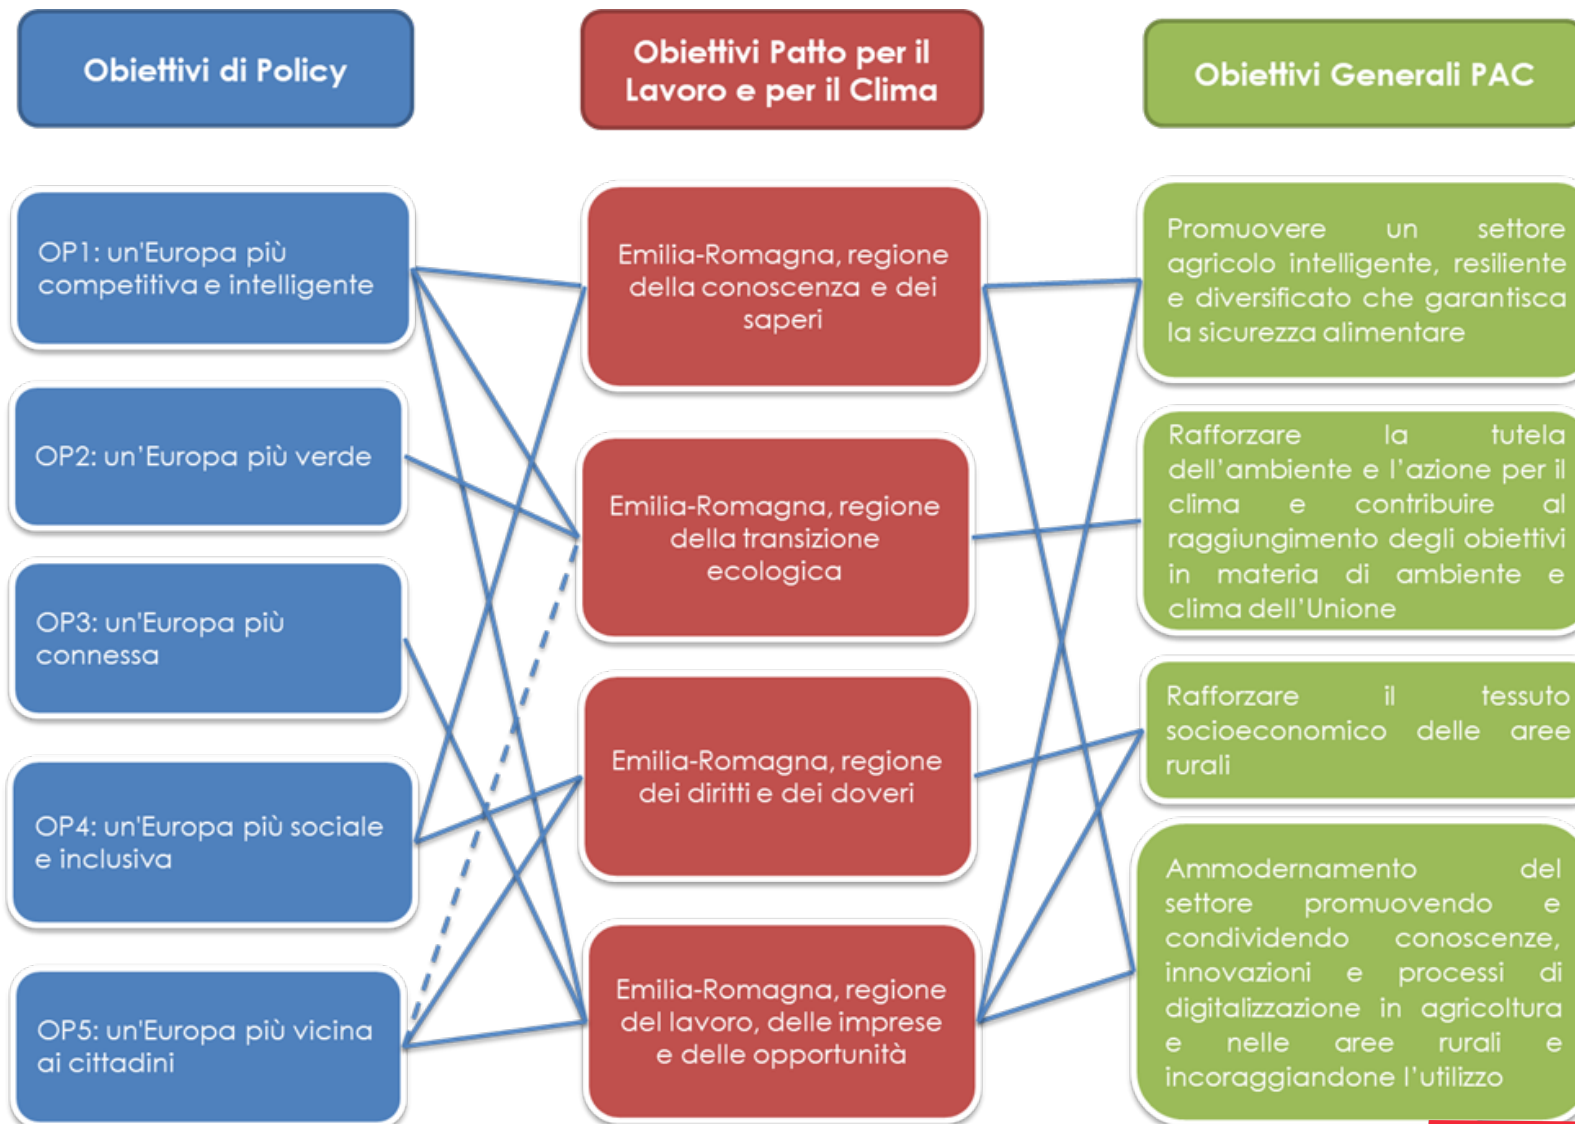 Obiettivi di Policy
Obiettivi Patto per il
Lavoro e per il Clima
Obiettivi Generali PAC
OP1: un'Europa più
competitiva e intelligente
OP2: un’Europa più verde
OP3: un'Europa più
connessa
OP4: un'Europa più sociale
e inclusiva
OP5: un'Europa più vicina
ai cittadini
Emilia-Romagna, regione
della conoscenza e dei
saperi
Emilia-Romagna, regione
della transizione
ecologica
Emilia-Romagna, regione
dei diritti e dei doveri
Emilia-Romagna, regione
del lavoro, delle imprese
e delle opportunità
Promuovere un settore
agricolo intelligente, resiliente
e diversificato che garantisca
la sicurezza alimentare
Rafforzare la tutela
dell’ambiente e l’azione per il
clima e contribuire al
raggiungimento degli obiettivi
in materia di ambiente e
clima dell’Unione
Rafforzare il tessuto
socioeconomico delle aree
rurali
Ammodernamento del
settore promuovendo e
condividendo conoscenze,
innovazioni e processi di
digitalizzazione in agricoltura
e nelle aree rurali e
incoraggiandone l’utilizzo